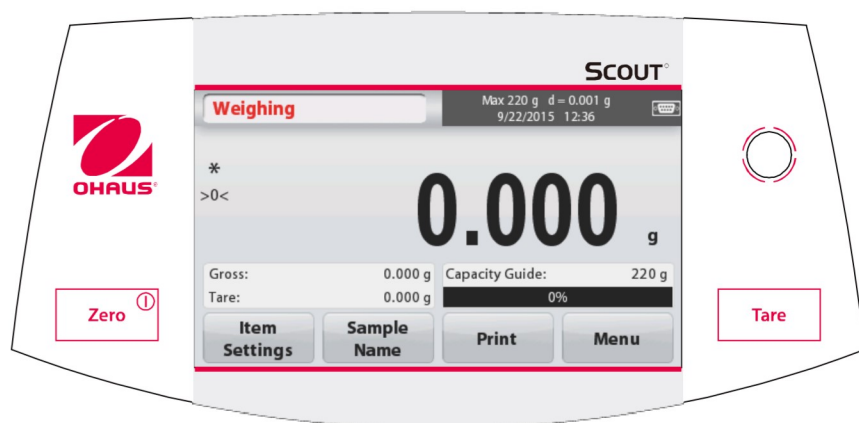 SCOUT
Weighing
Max 220 g d = 0.001 g
9/22/2015 12:36
OHAUS
*
>0<
0.000 g
Gross: 0.000 g
Tare: 0.000 g
Capacity Guide: 220 g
0%
Zero
Item Settings
Sample Name
Print
Menu
Tare